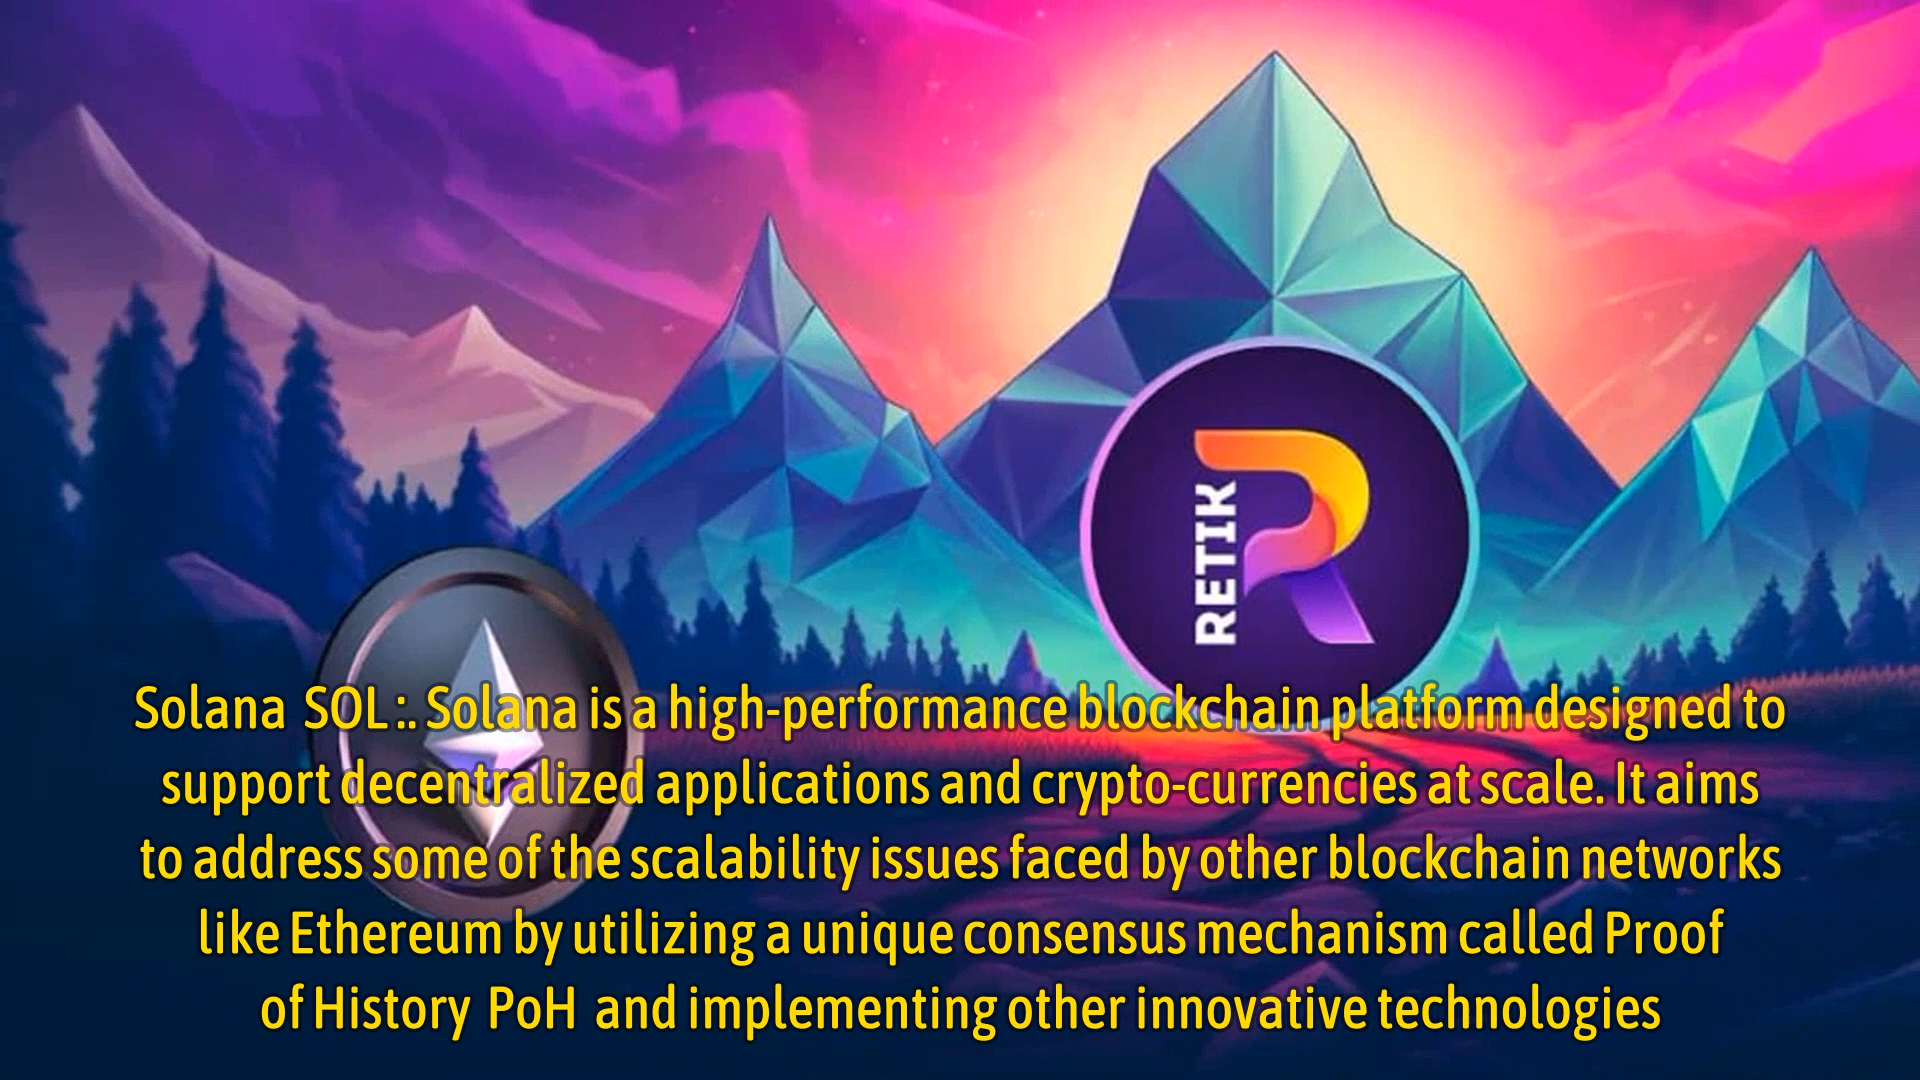 RETIK
Solana SOL :. Solana is a high-performance blockchain platform designed to
support decentralized applications and crypto-currencies at scale. It aims
to address some of the scalability issues faced by other blockchain networks
like Ethereum by utilizing a unique consensus mechanism called Proof
of History PoH and implementing other innovative technologies